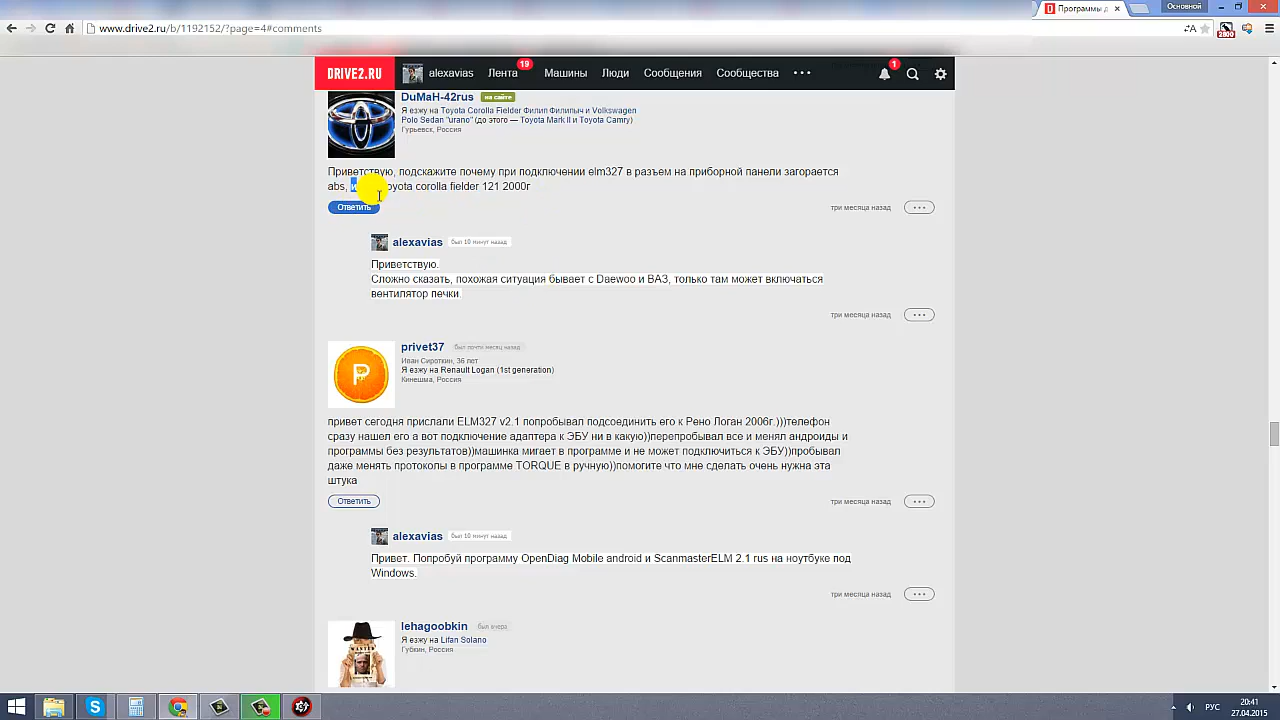 Программы д
Основной
www.drive2.ru/b/1192152/?page=4#comments
2800
DRIVE2.RU
alexavias
Лента
19
Машины
Люди
Сообщения
Сообщества
1
DuMaH-42rus на сайте
Я езжу на Toyota Corolla Fielder Филип Филипыч и Volkswagen
Polo Sedan "urano" (до этого — Toyota Mark II и Toyota Camry)
Гурьевск, Россия
Приветствую, подскажите почему при подключении elm327 в разъем на приборной панели загорается
abs, toyota corolla fielder 121 2000г
Ответить
три месяца назад
alexavias был 10 минут назад
Приветствую.
Сложно сказать, похожая ситуация бывает с Daewoo и ВАЗ, только там может включаться
вентилятор печки.
три месяца назад
privet37 был почти месяц назад
Иван Сироткин, 36 лет
Я езжу на Renault Logan (1st generation)
Кинешма, Россия
привет сегодня прислали ELM327 v2.1 попробывал подсоединить его к Рено Логан 2006г.)))телефон
сразу нашел его а вот подключение адаптера к ЭБУ ни в какую))перепробывал все и менял андроиды и
программы без результатов))машинка мигает в программе и не может подключиться к ЭБУ))пробывал
даже менять протоколы в программе TORQUE в ручную))помогите что мне сделать очень нужна эта
штука
Ответить
три месяца назад
alexavias был 10 минут назад
Привет. Попробуй программу OpenDiag Mobile android и ScanmasterELM 2.1 rus на ноутбуке под
Windows.
три месяца назад
lehagoobkin был вчера
Я езжу на Lifan Solano
Губкин, Россия
WANTED
РУС
20:41
27.04.2015